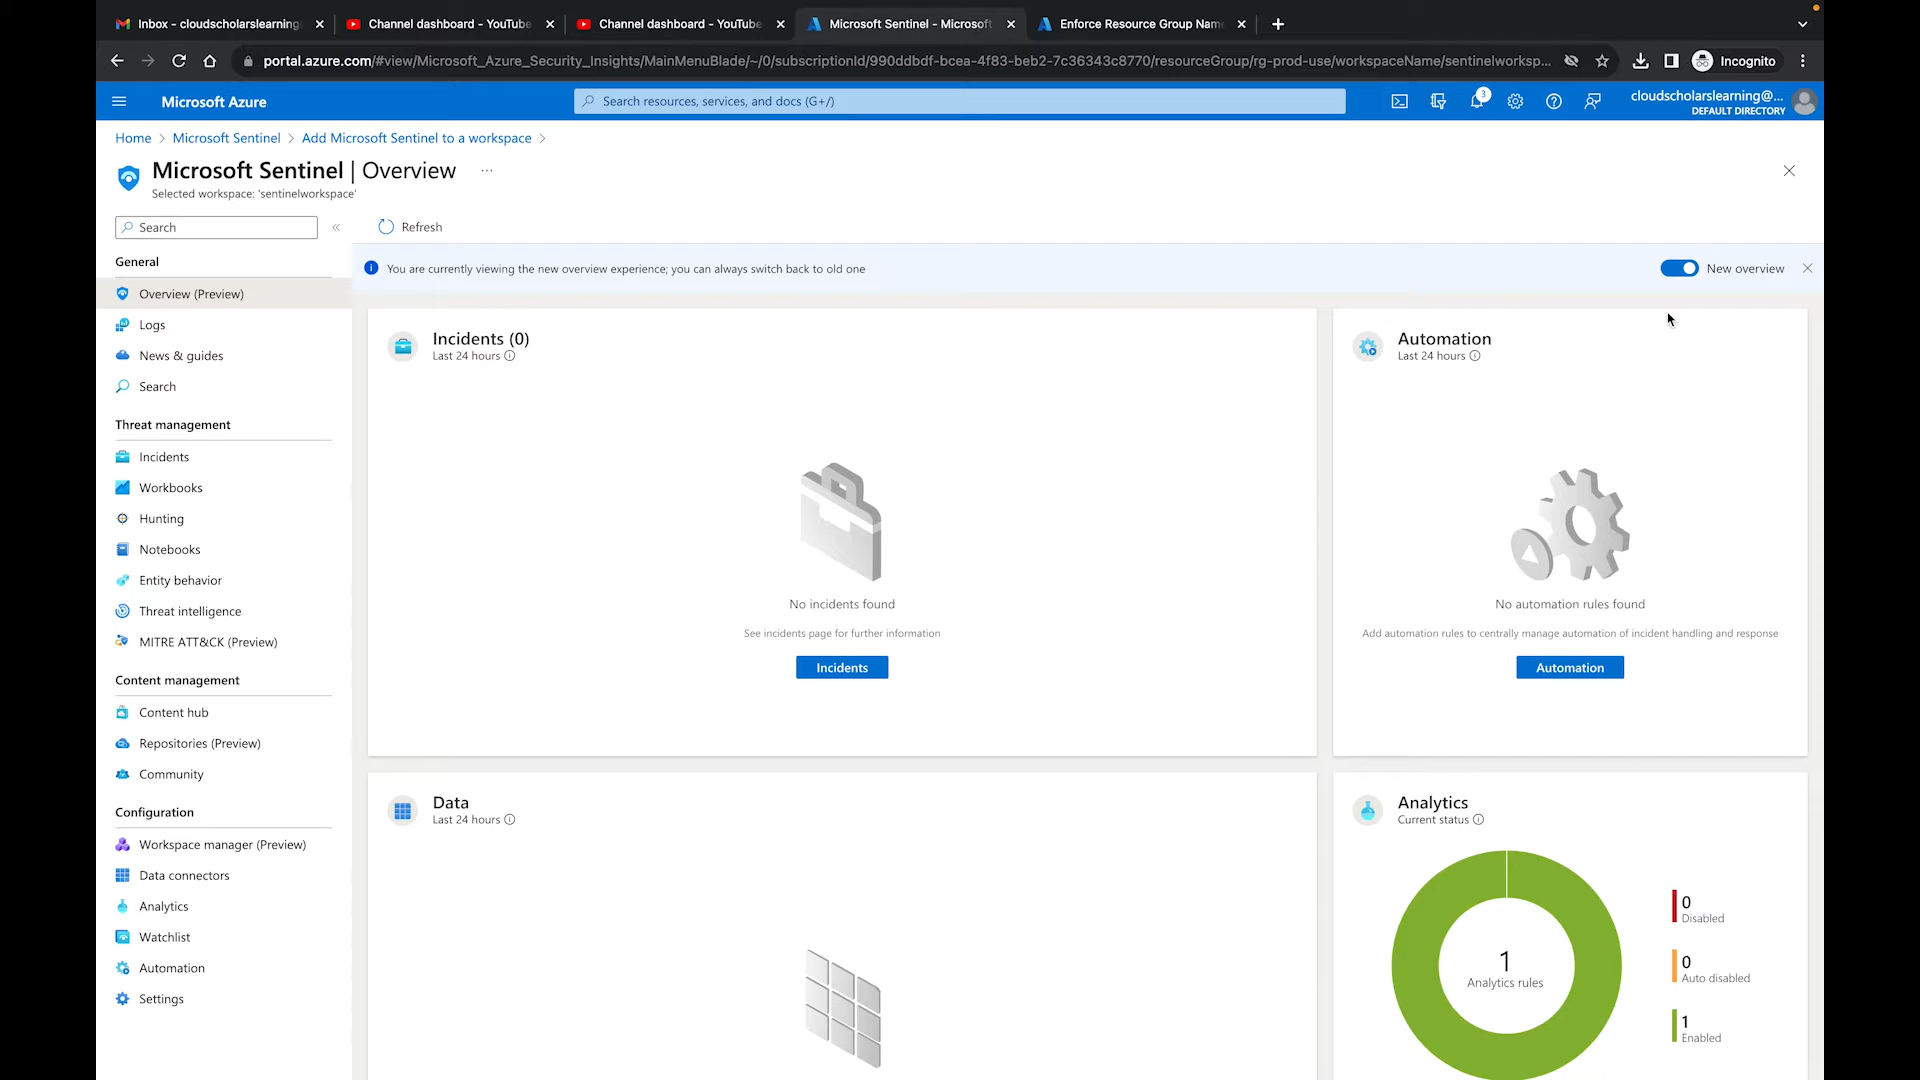 Inbox - cloudscholarslearning
Channel dashboard - YouTube
Channel dashboard - YouTube
Microsoft Sentinel - Microsoft
Enforce Resource Group Name
portal.azure.com/#view/Microsoft_Azure_Security_Insights/MainMenuBlade/~/0/subscriptionId/990ddbdf-bcea-4f83-beb2-7c36343c8770/resourceGroup/rg-prod-use/workspaceName/sentinelworksp...
Incognito
Microsoft Azure
Search resources, services, and docs (G+/)
3
cloudscholarslearning@...
DEFAULT DIRECTORY
Home > Microsoft Sentinel > Add Microsoft Sentinel to a workspace >
Microsoft Sentinel | Overview ...
Selected workspace: 'sentinelworkspace'
Search
«
Refresh
You are currently viewing the new overview experience; you can always switch back to old one
New overview
General
Overview (Preview)
Logs
News & guides
Search
Threat management
Incidents
Workbooks
Hunting
Notebooks
Entity behavior
Threat intelligence
MITRE ATT&CK (Preview)
Content management
Content hub
Repositories (Preview)
Community
Configuration
Workspace manager (Preview)
Data connectors
Analytics
Watchlist
Automation
Settings
Incidents (0)
Last 24 hours
No incidents found
See incidents page for further information
Incidents
Automation
Last 24 hours
No automation rules found
Add automation rules to centrally manage automation of incident handling and response
Automation
Data
Last 24 hours
Analytics
Current status
1
Analytics rules
0
Disabled
0
Auto disabled
1
Enabled